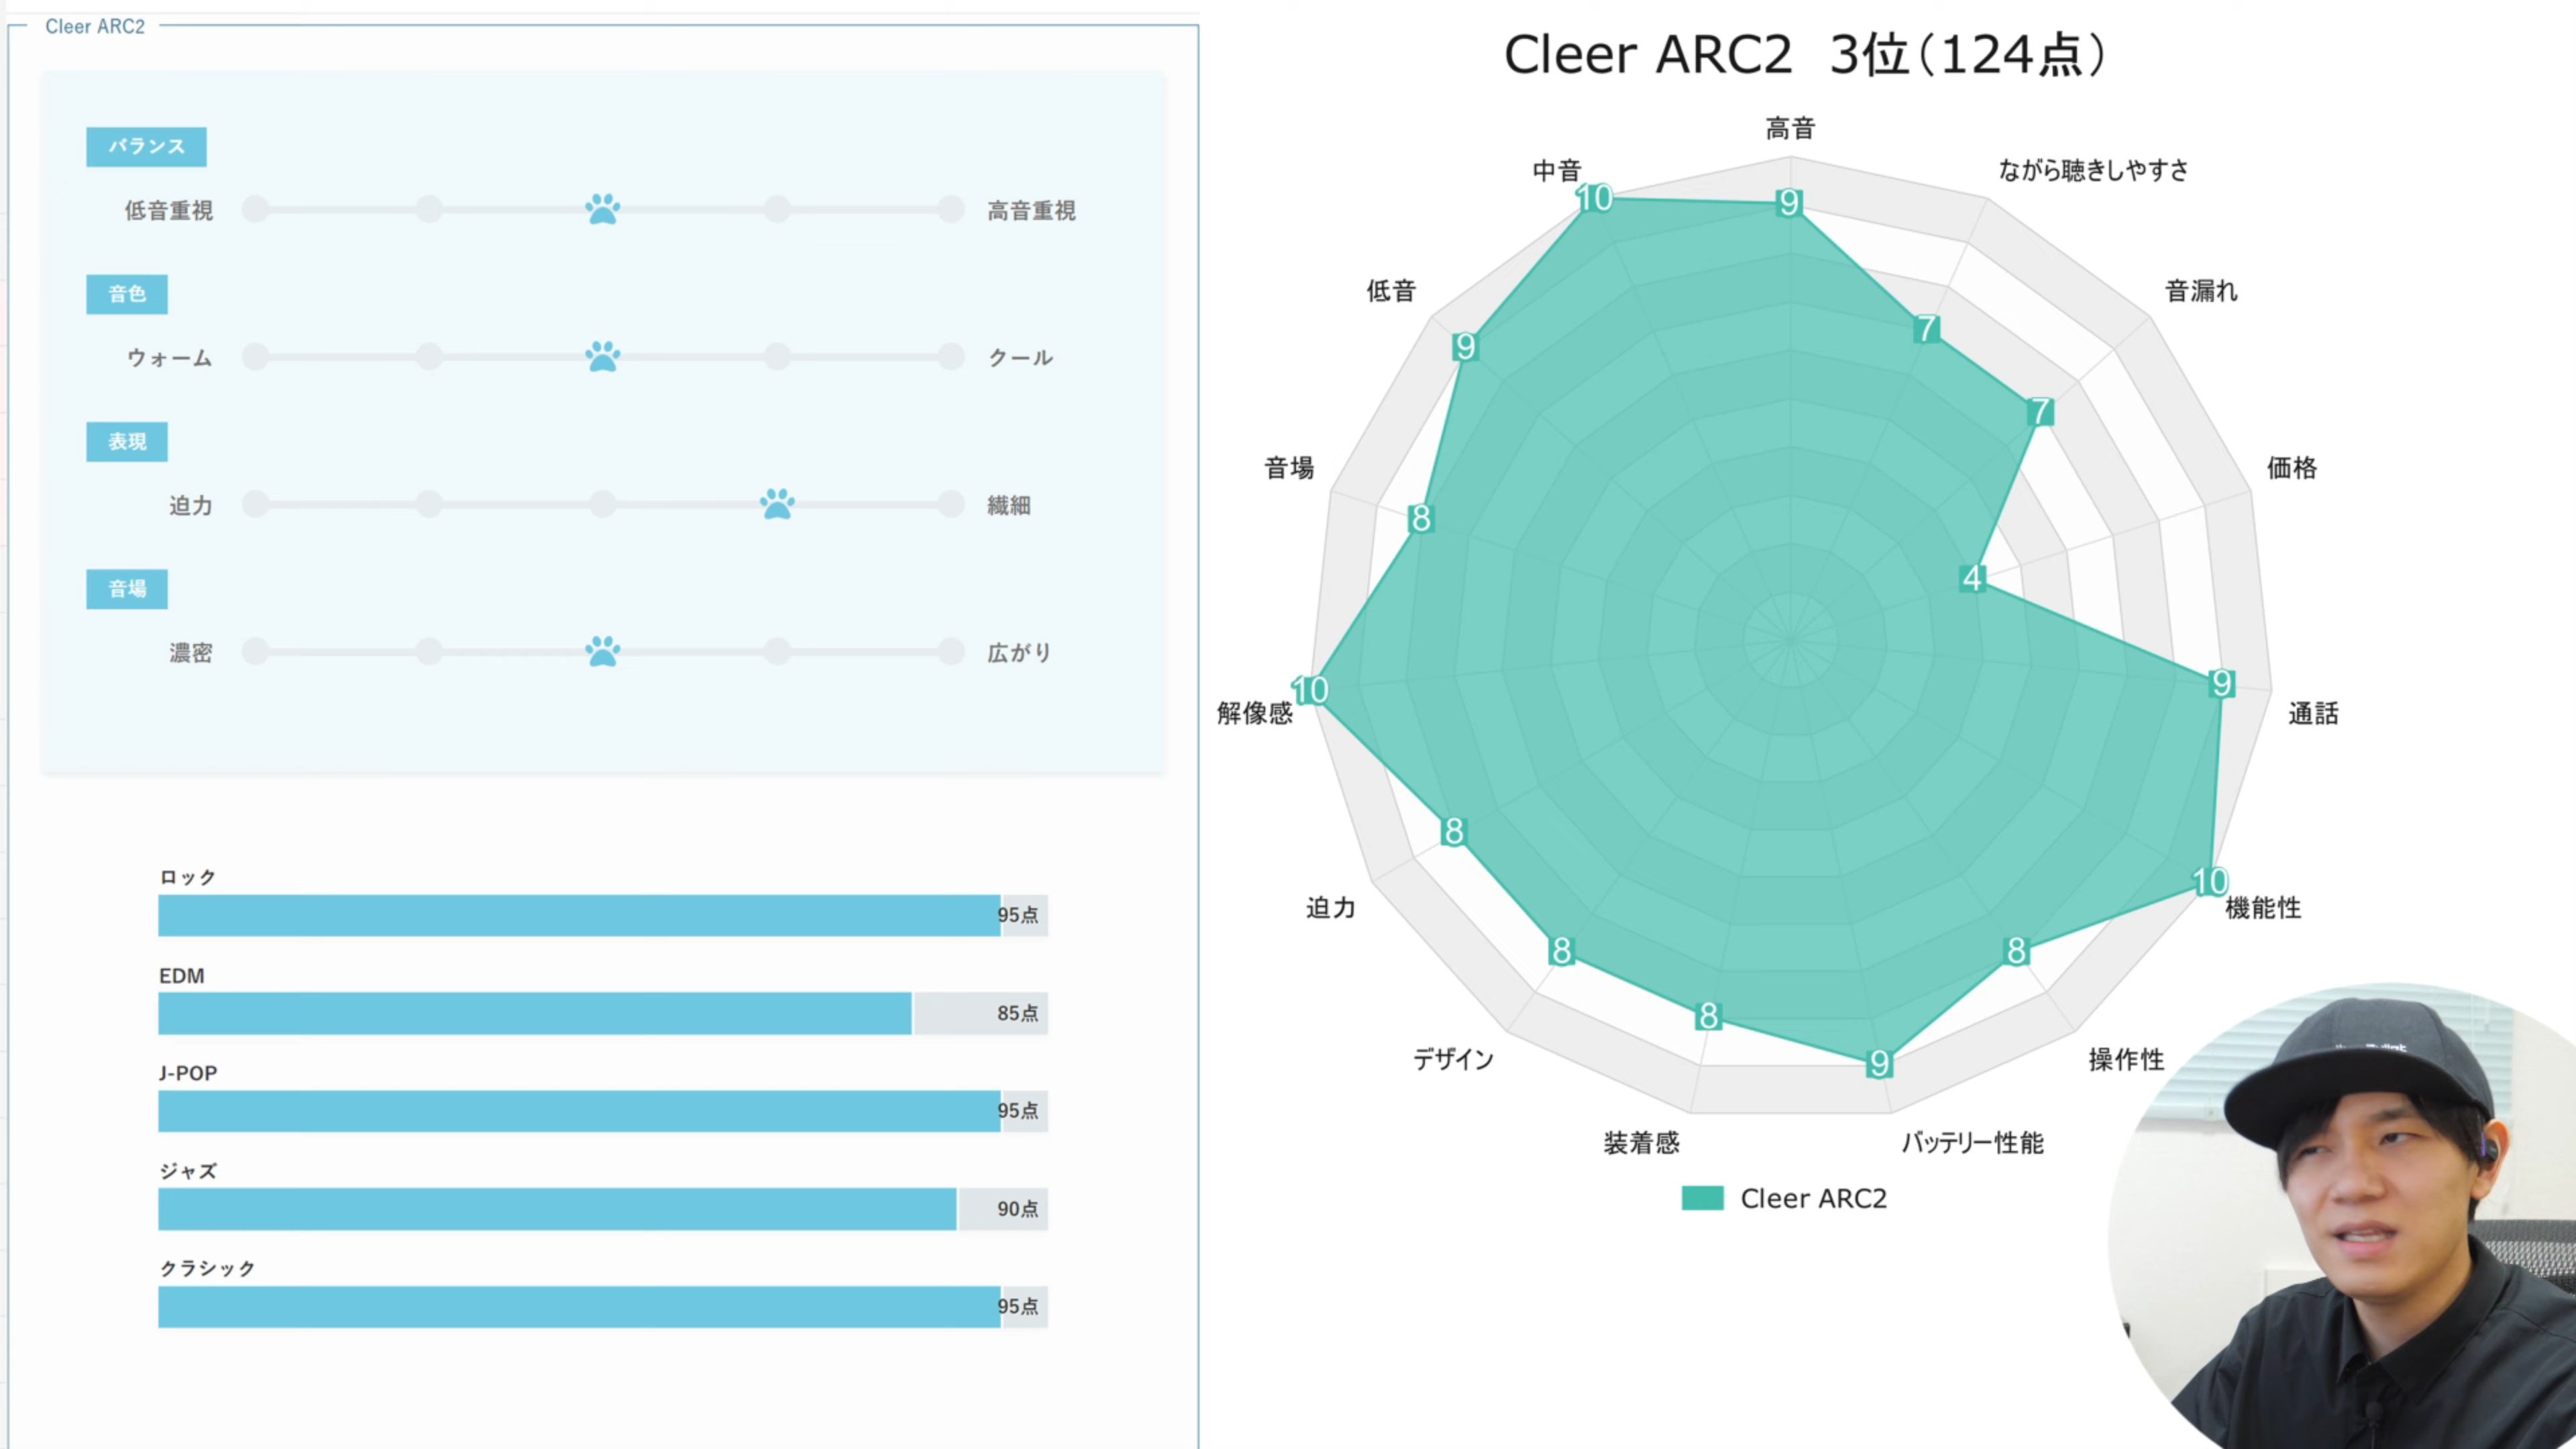 Cleer ARC2
バランス
低音重視 高音重視
音色
ウォーム クール
表現
迫力 繊細
音場
濃密 広がり
ロック
95点
EDM
85点
J-POP
95点
ジャズ
90点
クラシック
95点
Cleer ARC2 3位(124点)
高音
中音 ながら聴きしやすさ
10 9
低音 音漏れ
9 7
7
音場 価格
8
4
10 9
解像感 通話
8 10
迫力 機能性
8 8
8
9
デザイン 操作性
装着感 バッテリー性能
Cleer ARC2